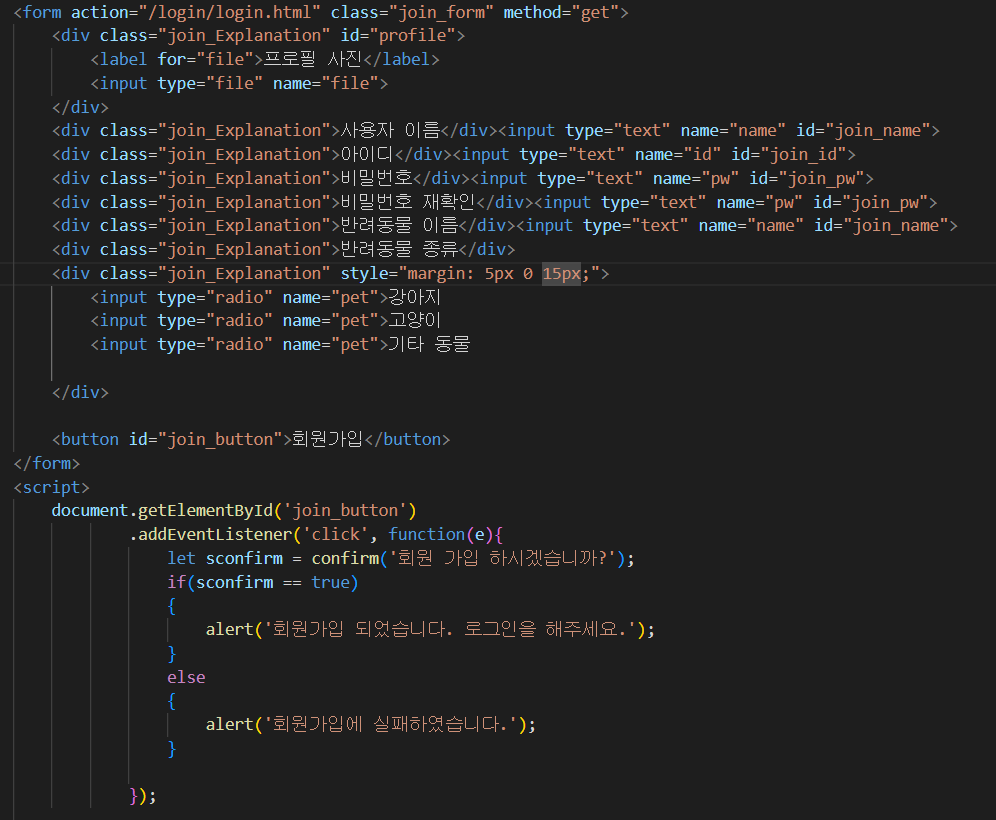 <form action="/login/login.html" class="join_form" method="get">
<div class="join_Explanation" id="profile">
<label for="file">프로필 사진</label>
<input type="file" name="file">
</div>
<div class="join_Explanation">사용자 이름</div><input type="text" name="name" id="join_name">
<div class="join_Explanation">아이디</div><input type="text" name="id" id="join_id">
<div class="join_Explanation">비밀번호</div><input type="text" name="pw" id="join_pw">
<div class="join_Explanation">비밀번호 재확인</div><input type="text" name="pw" id="join_pw">
<div class="join_Explanation">반려동물 이름</div><input type="text" name="name" id="join_name">
<div class="join_Explanation">반려동물 종류</div>
<div class="join_Explanation" style="margin: 5px 0 15px;">
<input type="radio" name="pet">강아지
<input type="radio" name="pet">고양이
<input type="radio" name="pet">기타 동물
</div>
<button id="join_button">회원가입</button>
</form>
<script>
document.getElementById('join_button')
.addEventListener('click', function(e){
let sconfirm = confirm('회원 가입 하시겠습니까?');
if(sconfirm == true)
{
alert('회원가입 되었습니다. 로그인을 해주세요.');
}
else
{
alert('회원가입에 실패하였습니다.');
}
});